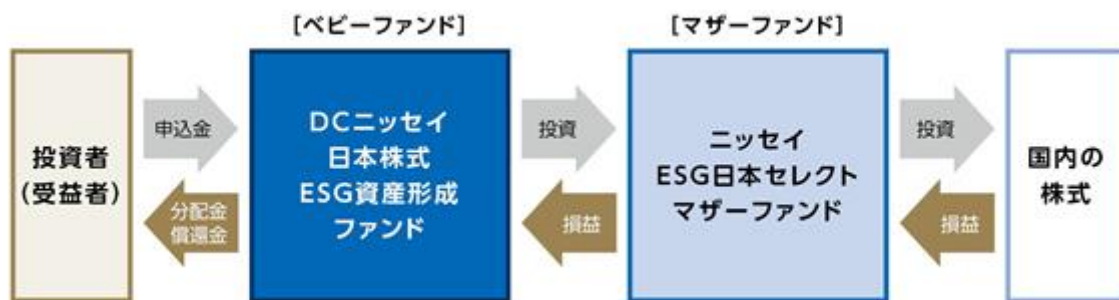 [ベビーファンド]
[マザーファンド]
投資者
(受益者)
申込金
分配金
償還金
DCニッセイ
日本株式
ESG資産形成
ファンド
投資
損益
ニッセイ
ESG日本セレクト
マザーファンド
投資
損益
国内の
株式